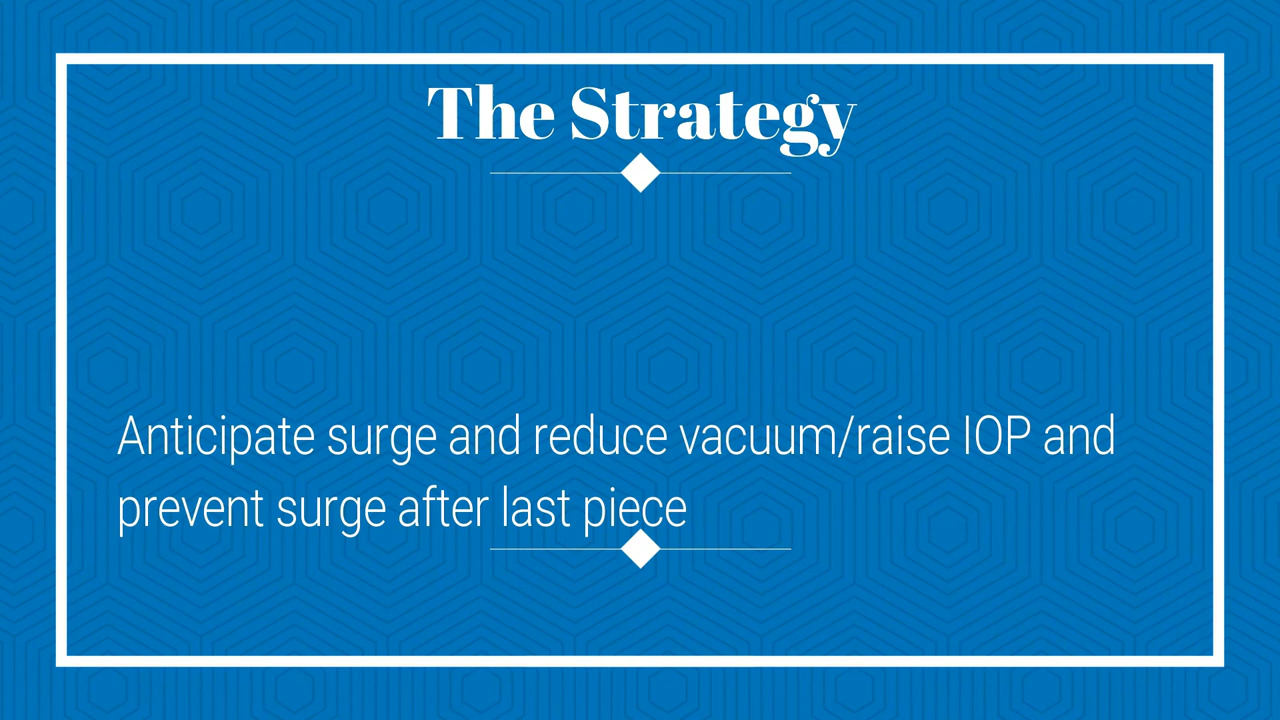 The Strategy
Anticipate surge and reduce vacuum/raise IOP and
prevent surge after last piece